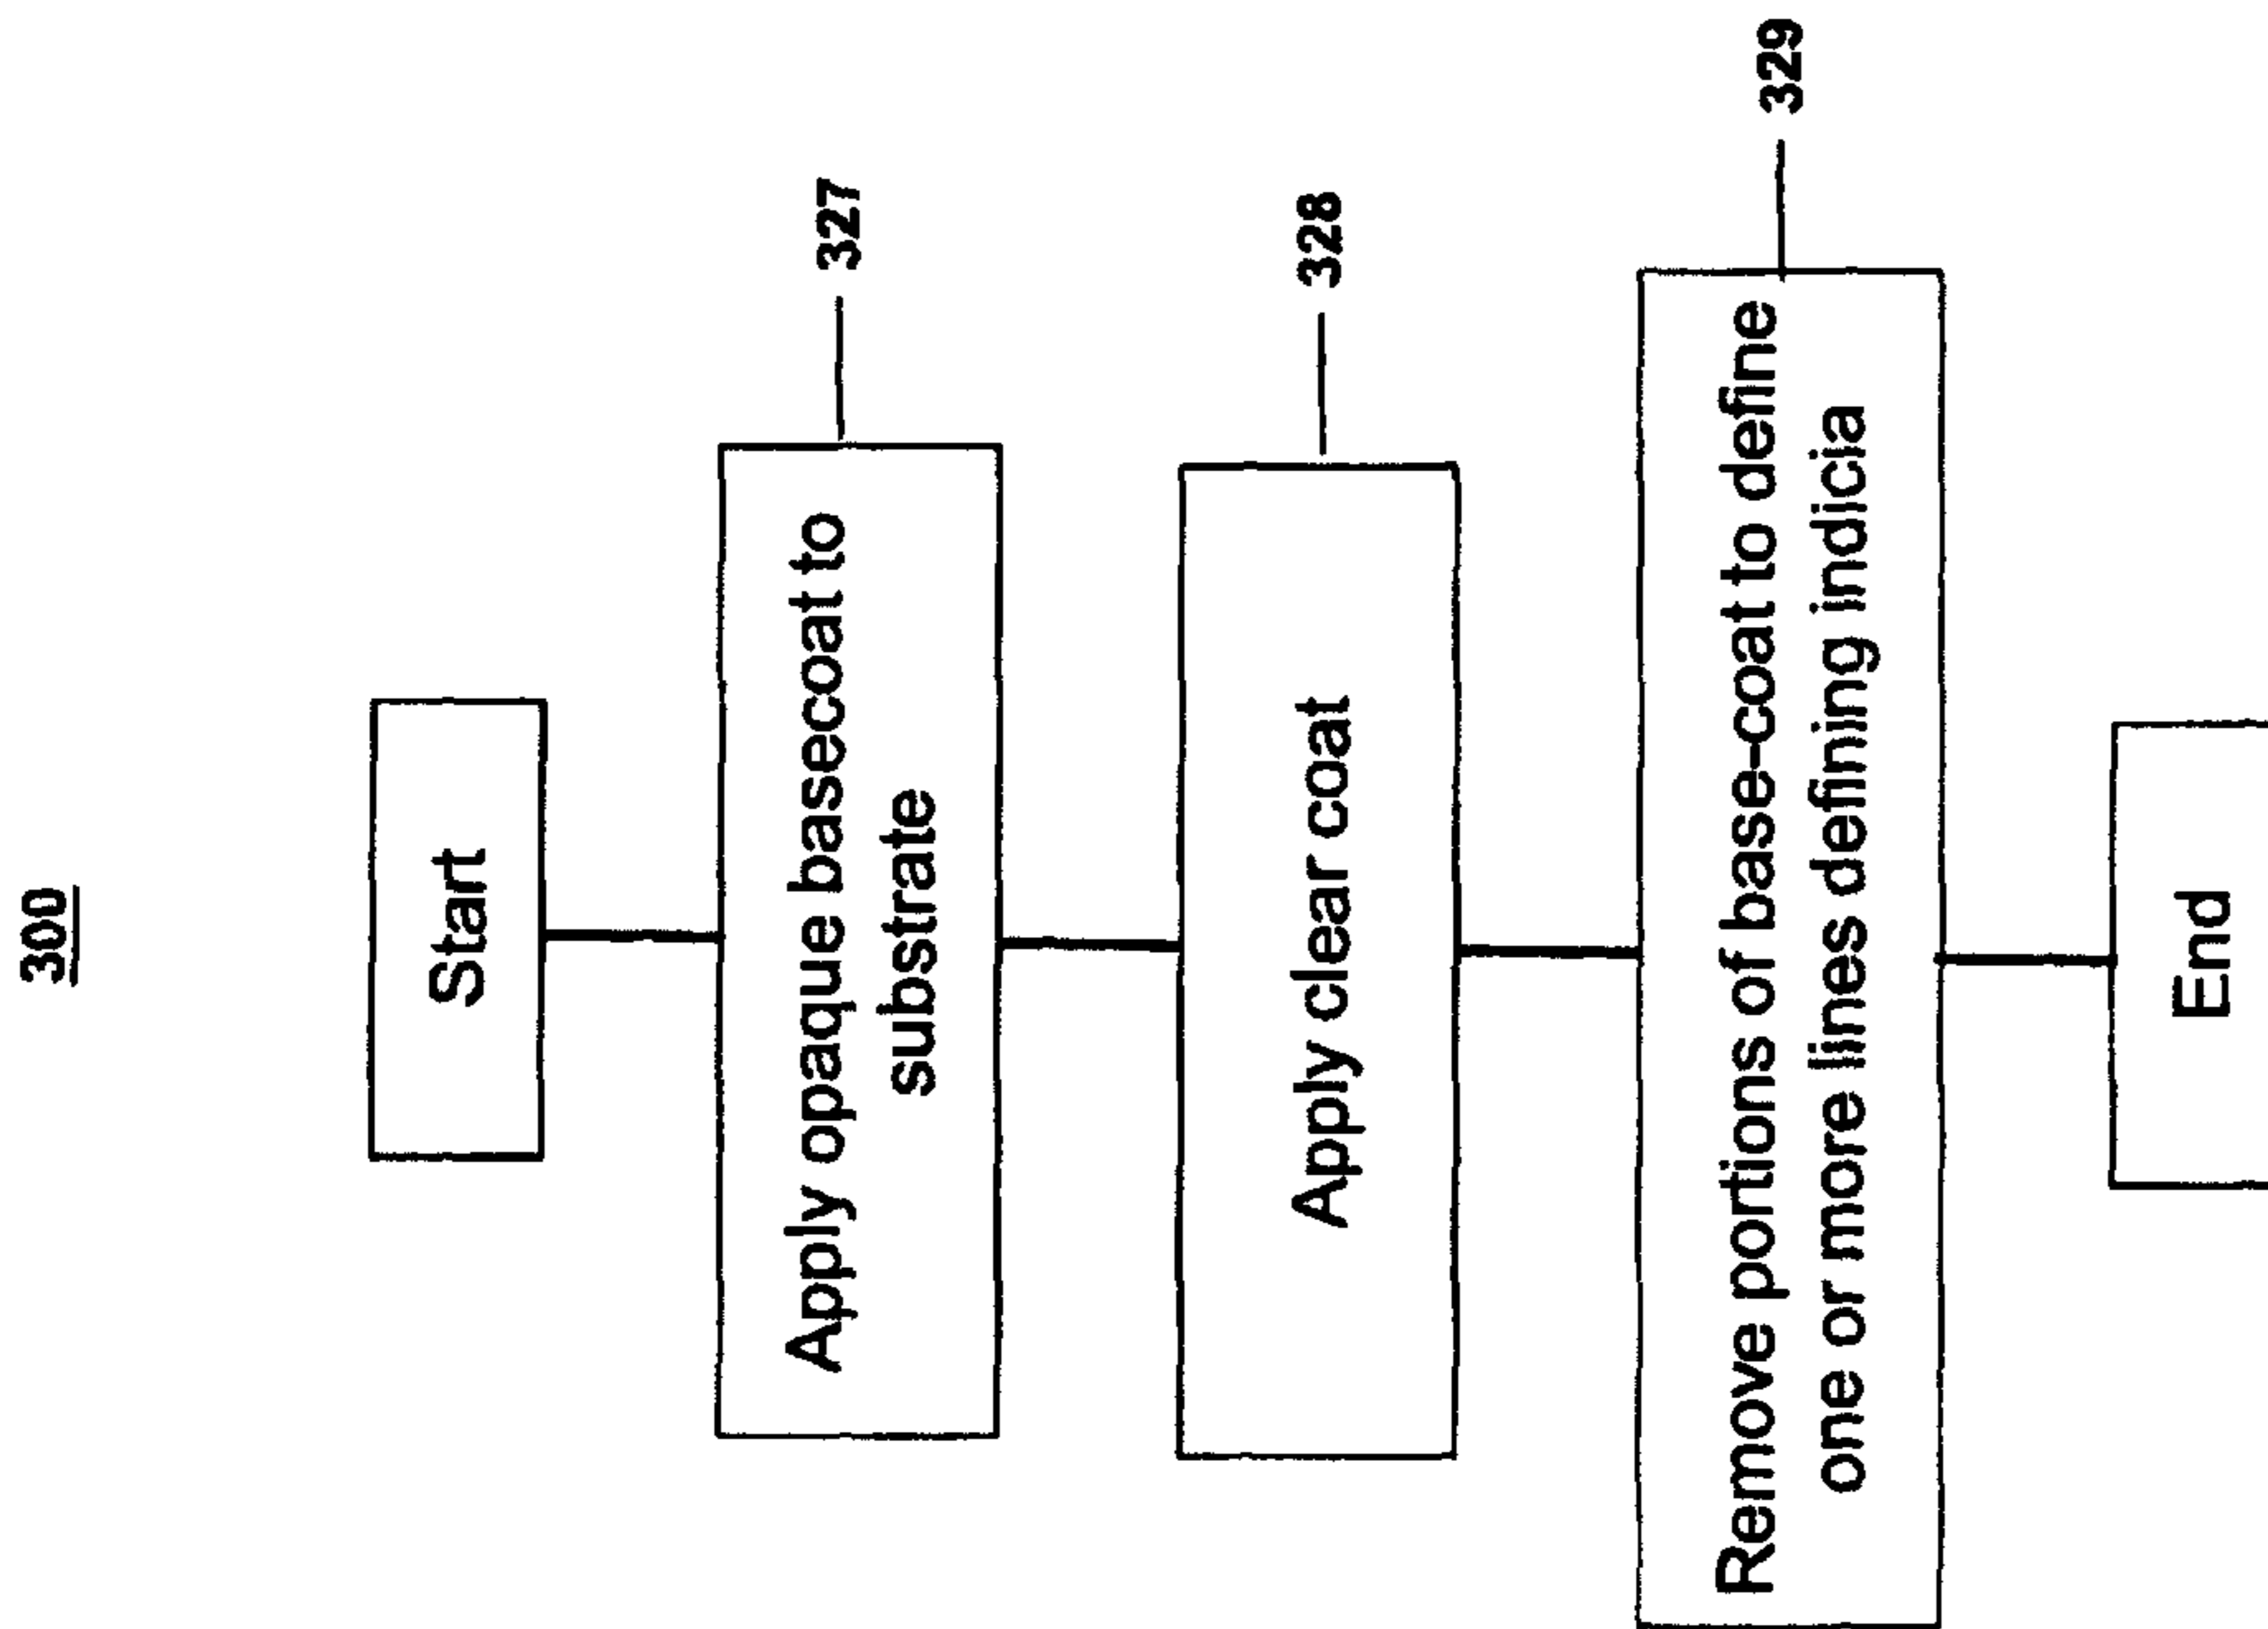 300
Start
Apply opaque basecoat to
substrate
327
Apply clear coat
328
Remove portions of base-coat to define
one or more lines defining indicia
329
End